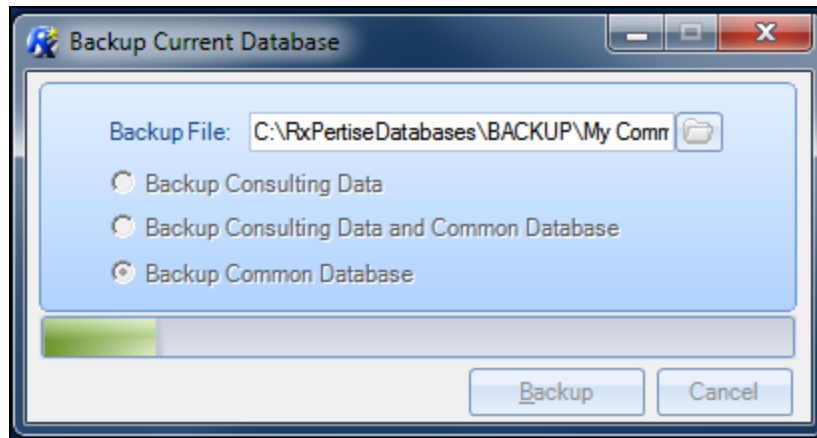 Backup Current Database
Backup File: C:\RxPertiseDatabases\BACKUP\My Comm
Backup Consulting Data
Backup Consulting Data and Common Database
Backup Common Database
Backup Cancel